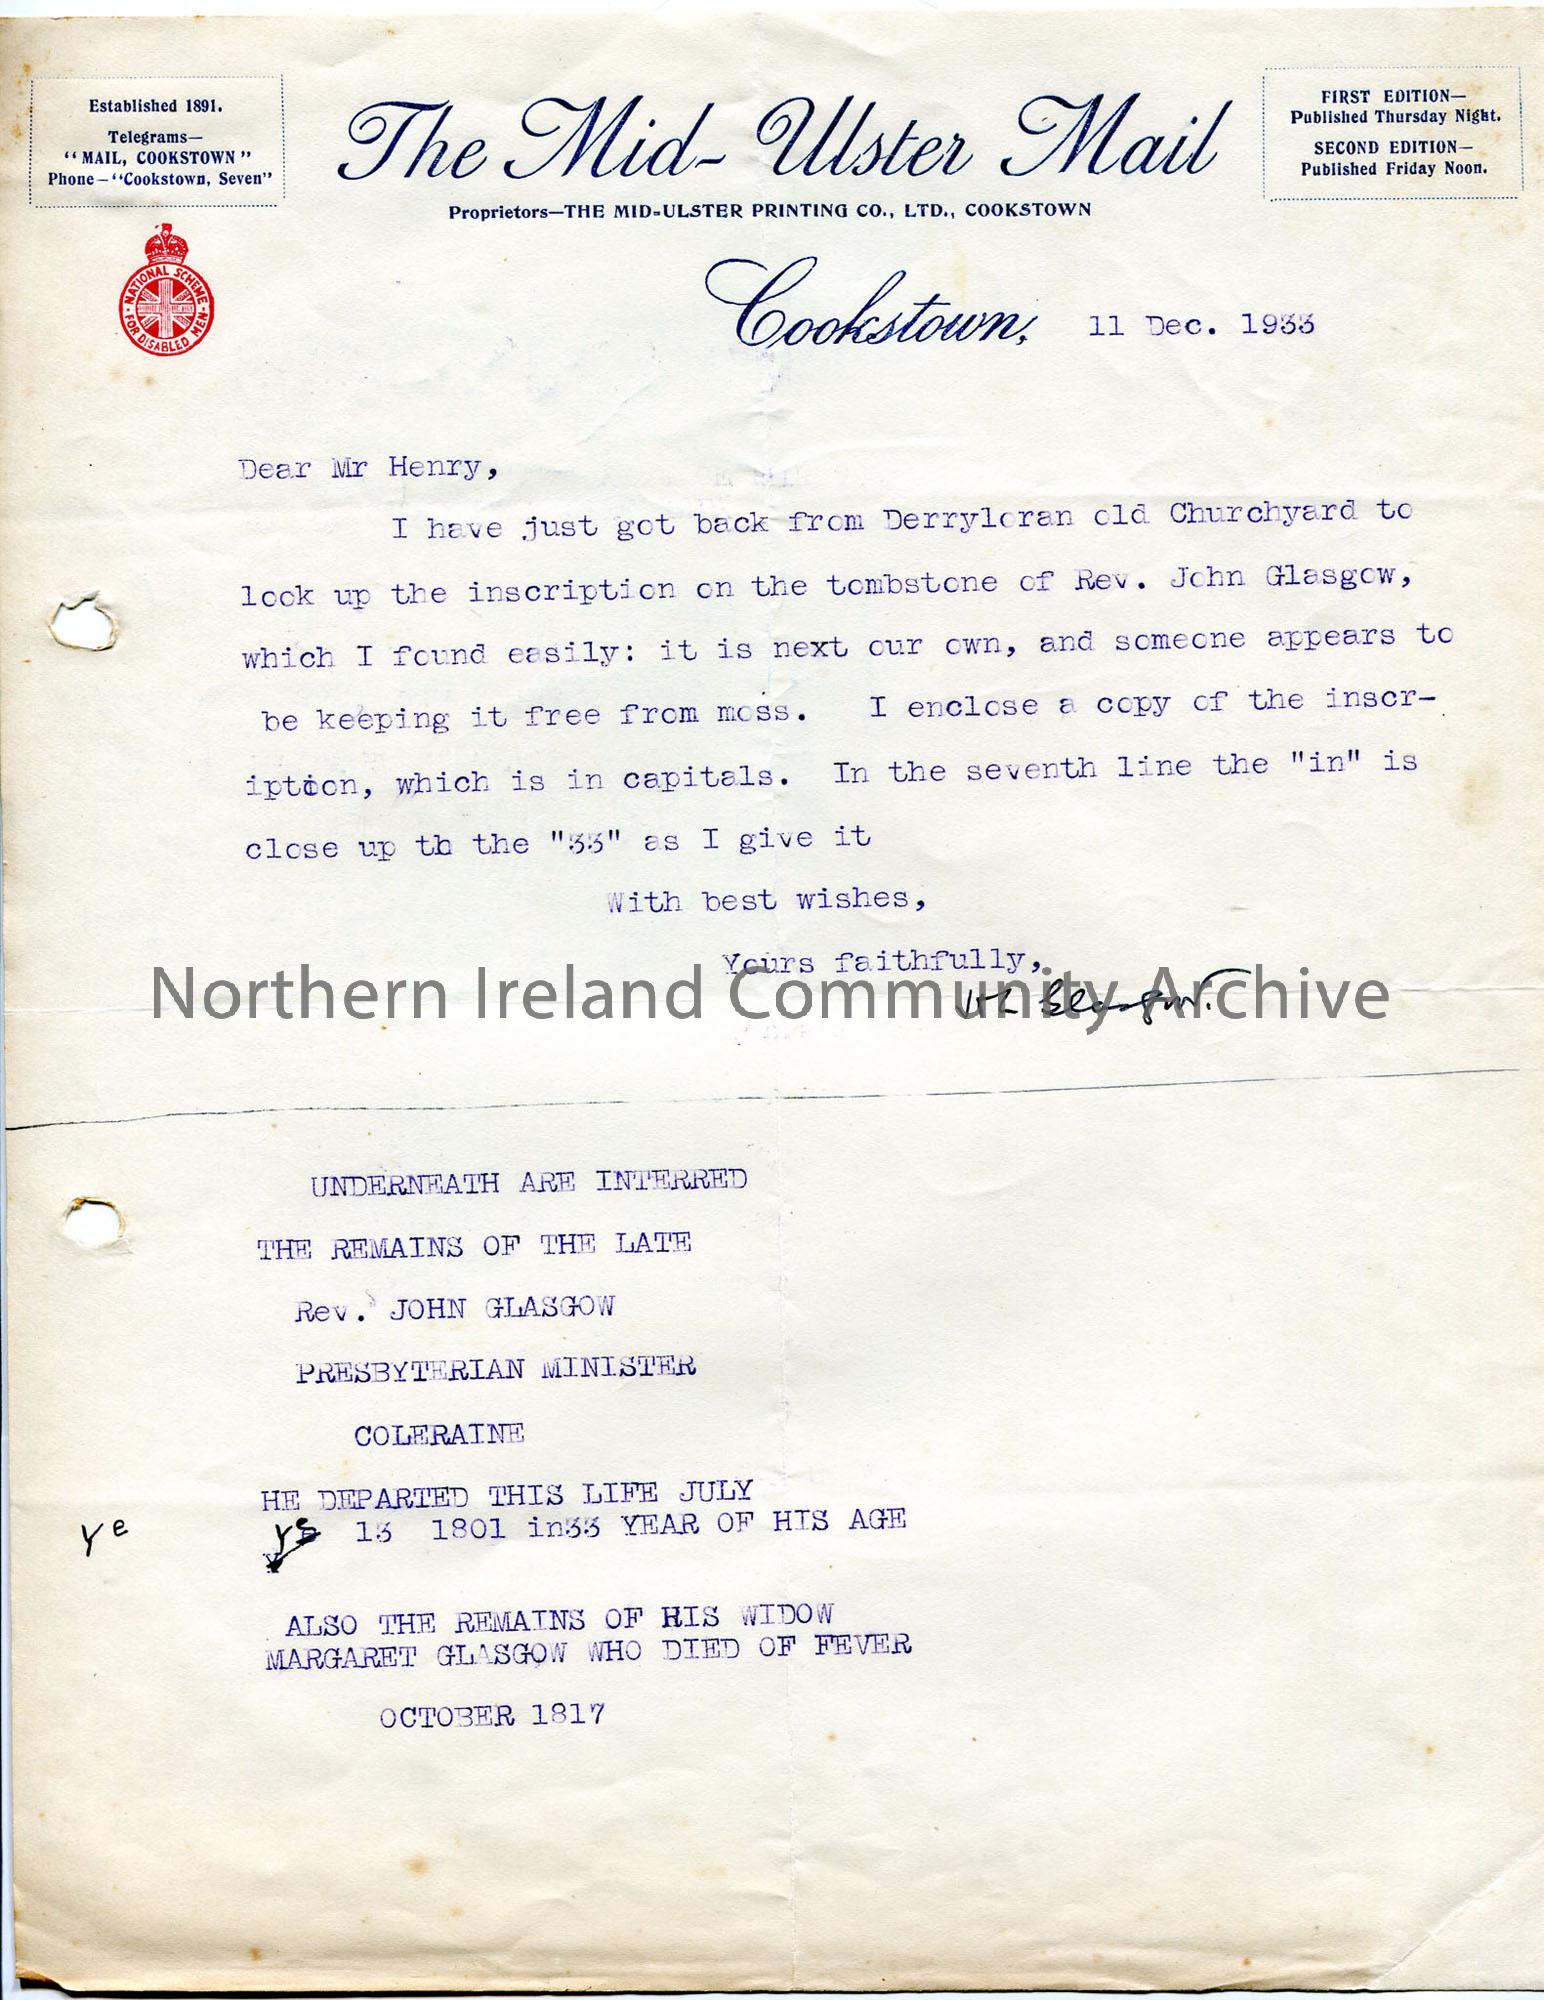 Established 1891.
Telegrams—
"MAIL, COOKSTOWN"
Phone—"Cookstown, Seven"
The Mid-Ulster Mail
Proprietors—THE MID-ULSTER PRINTING CO., LTD., COOKSTOWN
FIRST EDITION—
Published Thursday Night.
SECOND EDITION—
Published Friday Noon.
NATIONAL SCHEME
FOR DISABLED MEN
Cookstown, 11 Dec. 1933
Dear Mr Henry,
I have just got back from Derryloran old Churchyard to
look up the inscription on the tombstone of Rev. John Glasgow,
which I found easily: it is next our own, and someone appears to
be keeping it free from moss. I enclose a copy of the inscr-
iption, which is in capitals. In the seventh line the "in" is
close up th the "33" as I give it
With best wishes,
Yours faithfully,
Glasgow.
Northern Ireland Community Archive
UNDERNEATH ARE INTERRED
THE REMAINS OF THE LATE
Rev. JOHN GLASGOW
PRESBYTERIAN MINISTER
COLERAINE
HE DEPARTED THIS LIFE JULY
ye ye 13 1801 in33 YEAR OF HIS AGE
ALSO THE REMAINS OF HIS WIDOW
MARGARET GLASGOW WHO DIED OF FEVER
OCTOBER 1817